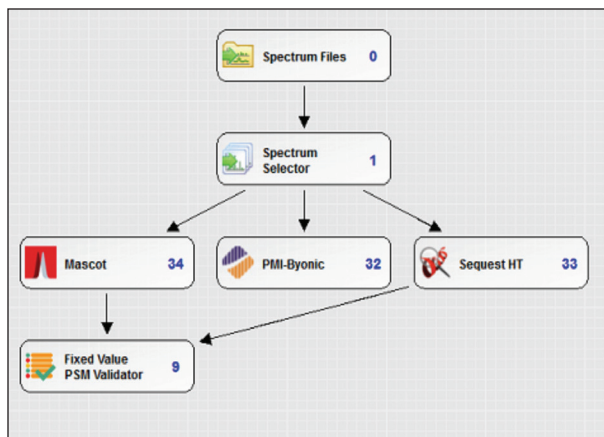 Spectrum Files 0
Spectrum
Selector 1
Mascot 34
PMI-Byonic 32
Sequest HT 33
Fixed Value
PSM Validator 9